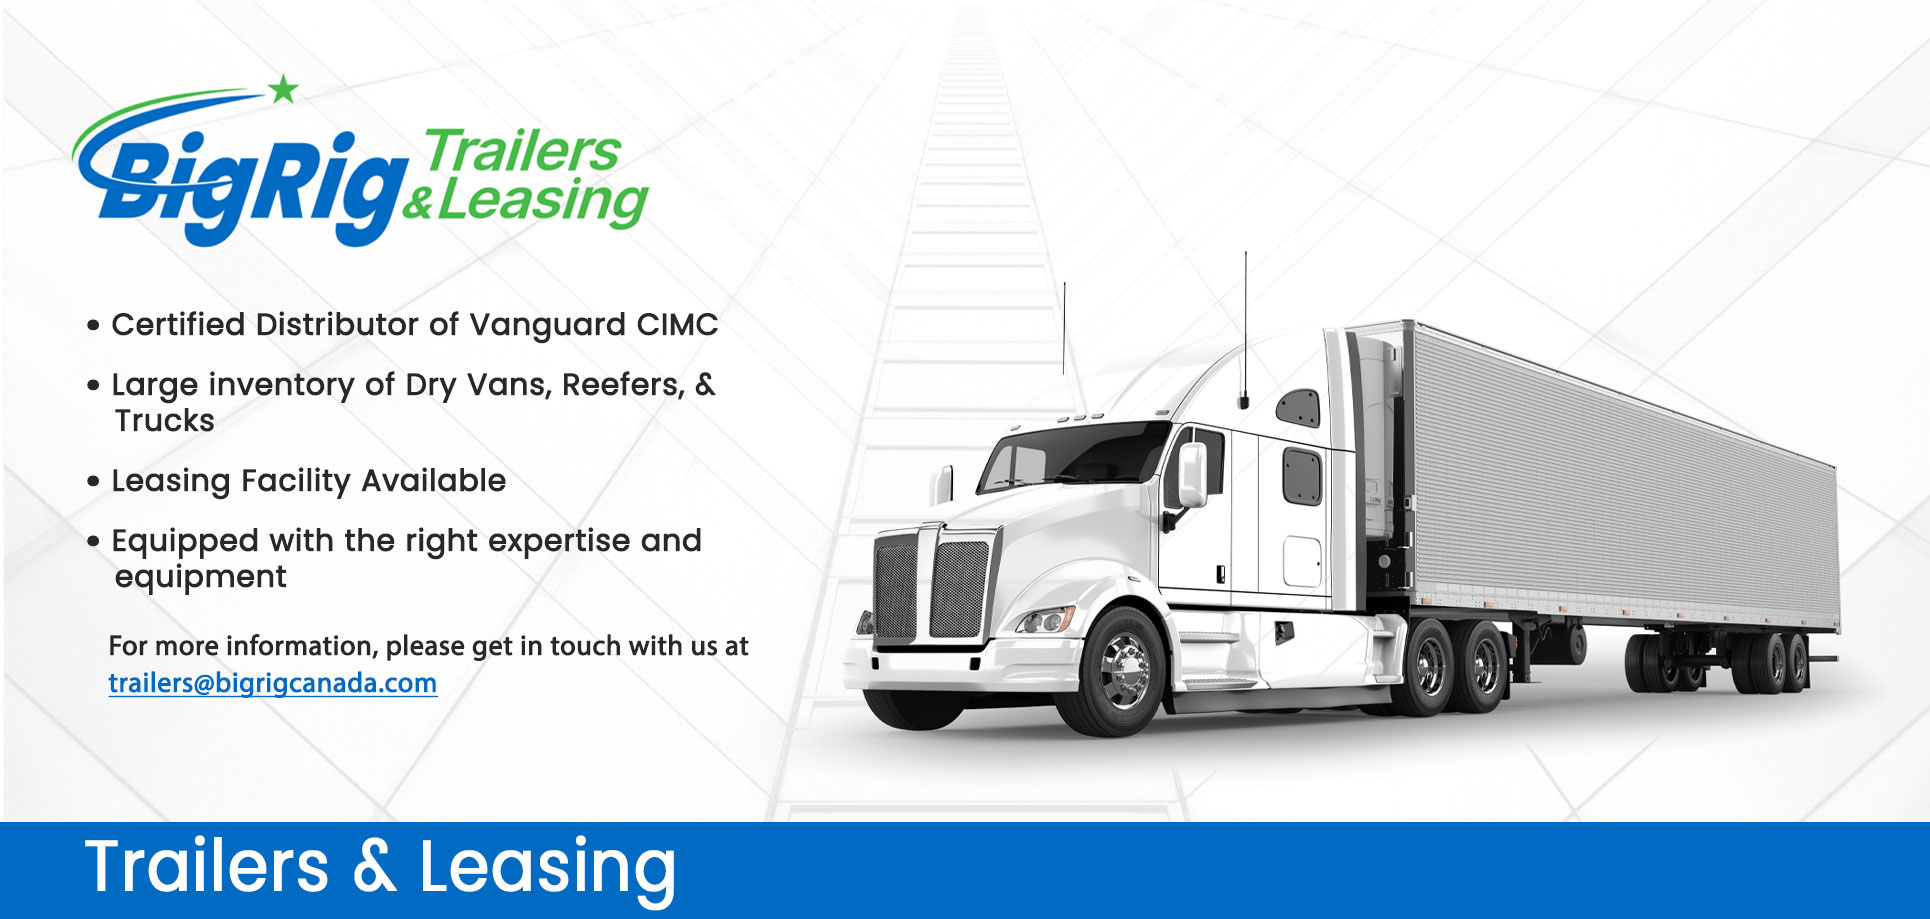 BigRig Trailers
& Leasing
• Certified Distributor of Vanguard CIMC
• Large inventory of Dry Vans, Reefers, &
Trucks
• Leasing Facility Available
• Equipped with the right expertise and
equipment
For more information, please get in touch with us at
trailers@bigrigcanada.com
Trailers & Leasing